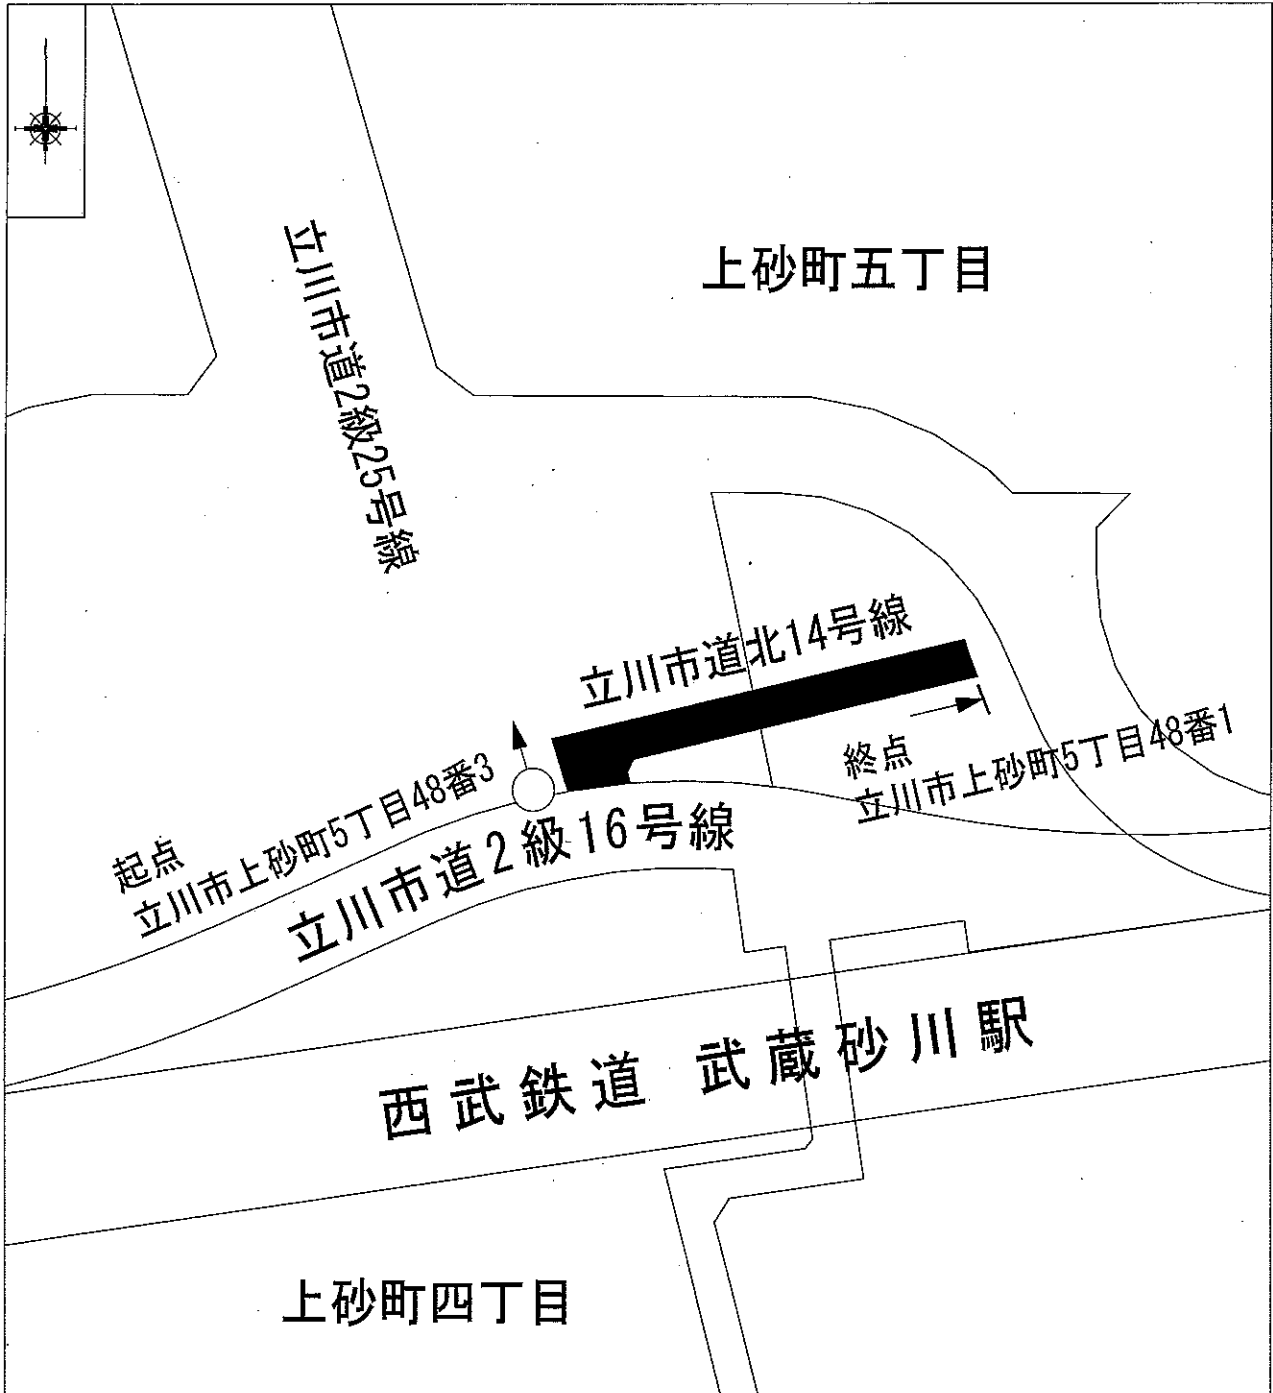 上砂町五丁目
立川市道2級25号線
立川市道北14号線
終点
立川市上砂町5丁目48番1
起点
立川市上砂町5丁目48番3
立川市道2級16号線
西武鉄道 武蔵砂川駅
上砂町四丁目